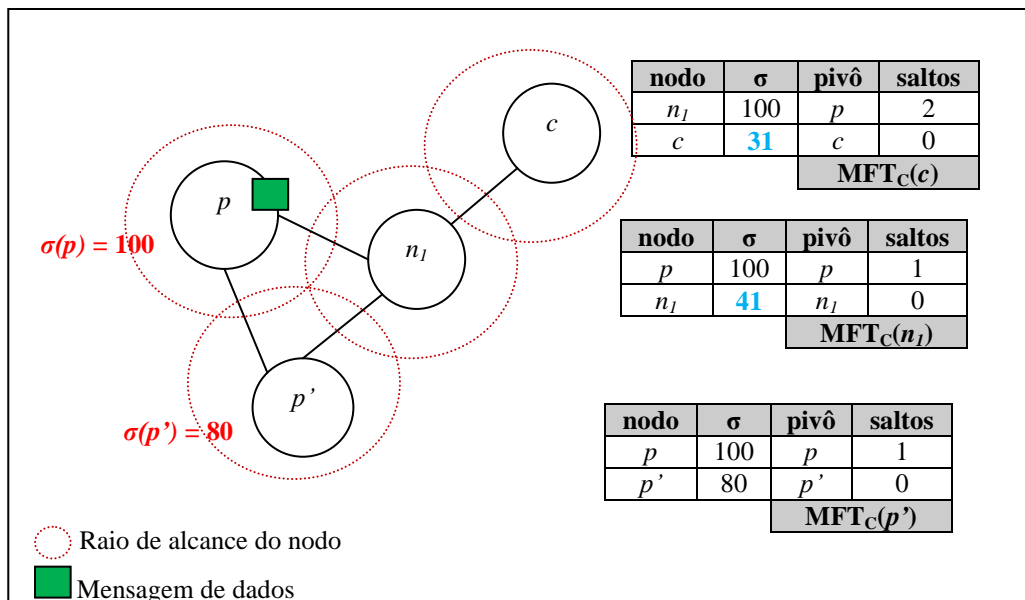 nodo σ pivô saltos
n1 100 p 2
c 31 c 0
MFTC(c)
c
p
σ(p) = 100
n1
nodo σ pivô saltos
p 100 p 1
n1 41 n1 0
MFTC(n1)
p’
σ(p’) = 80
nodo σ pivô saltos
p 100 p 1
p’ 80 p’ 0
MFTC(p’)
Raio de alcance do nodo
Mensagem de dados